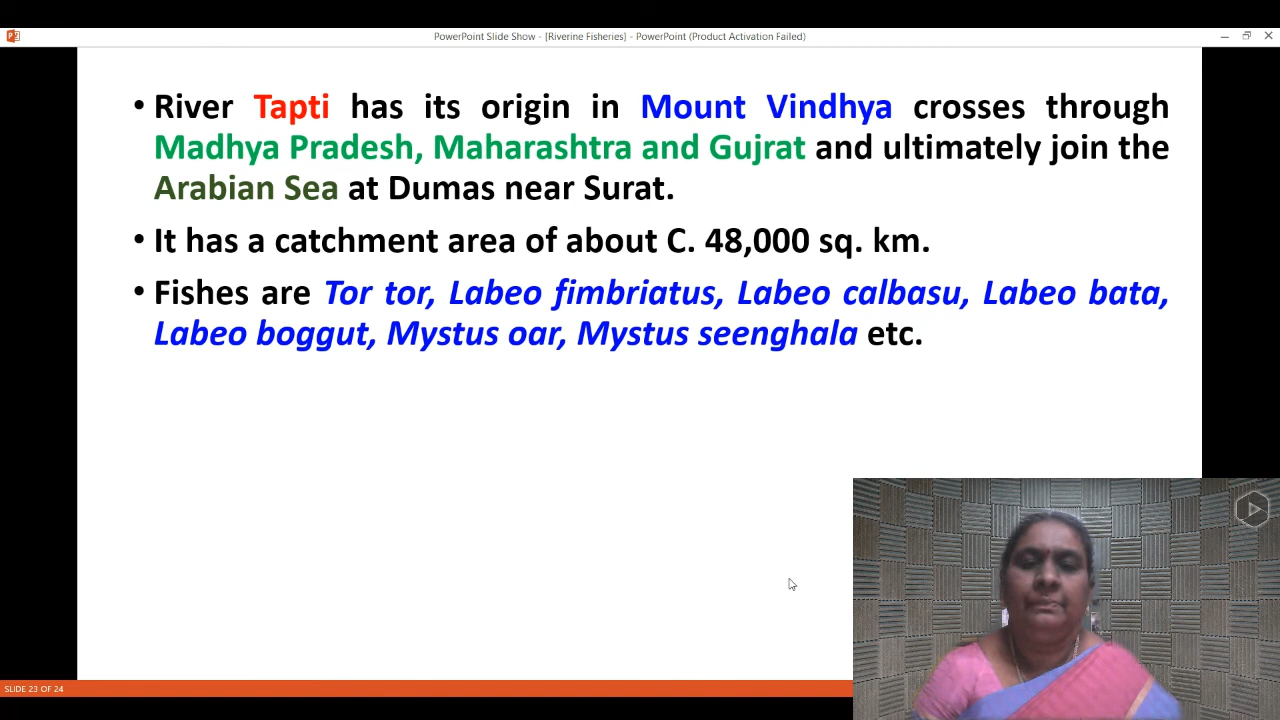 PowerPoint Slide Show - [Riverine Fisheries] - PowerPoint (Product Activation Failed)
• River Tapti has its origin in Mount Vindhya crosses through
Madhya Pradesh, Maharashtra and Gujrat and ultimately join the
Arabian Sea at Dumas near Surat.
• It has a catchment area of about C. 48,000 sq. km.
• Fishes are Tor tor, Labeo fimbriatus, Labeo calbasu, Labeo bata,
Labeo boggut, Mystus oar, Mystus seenghala etc.
SLIDE 23 OF 24